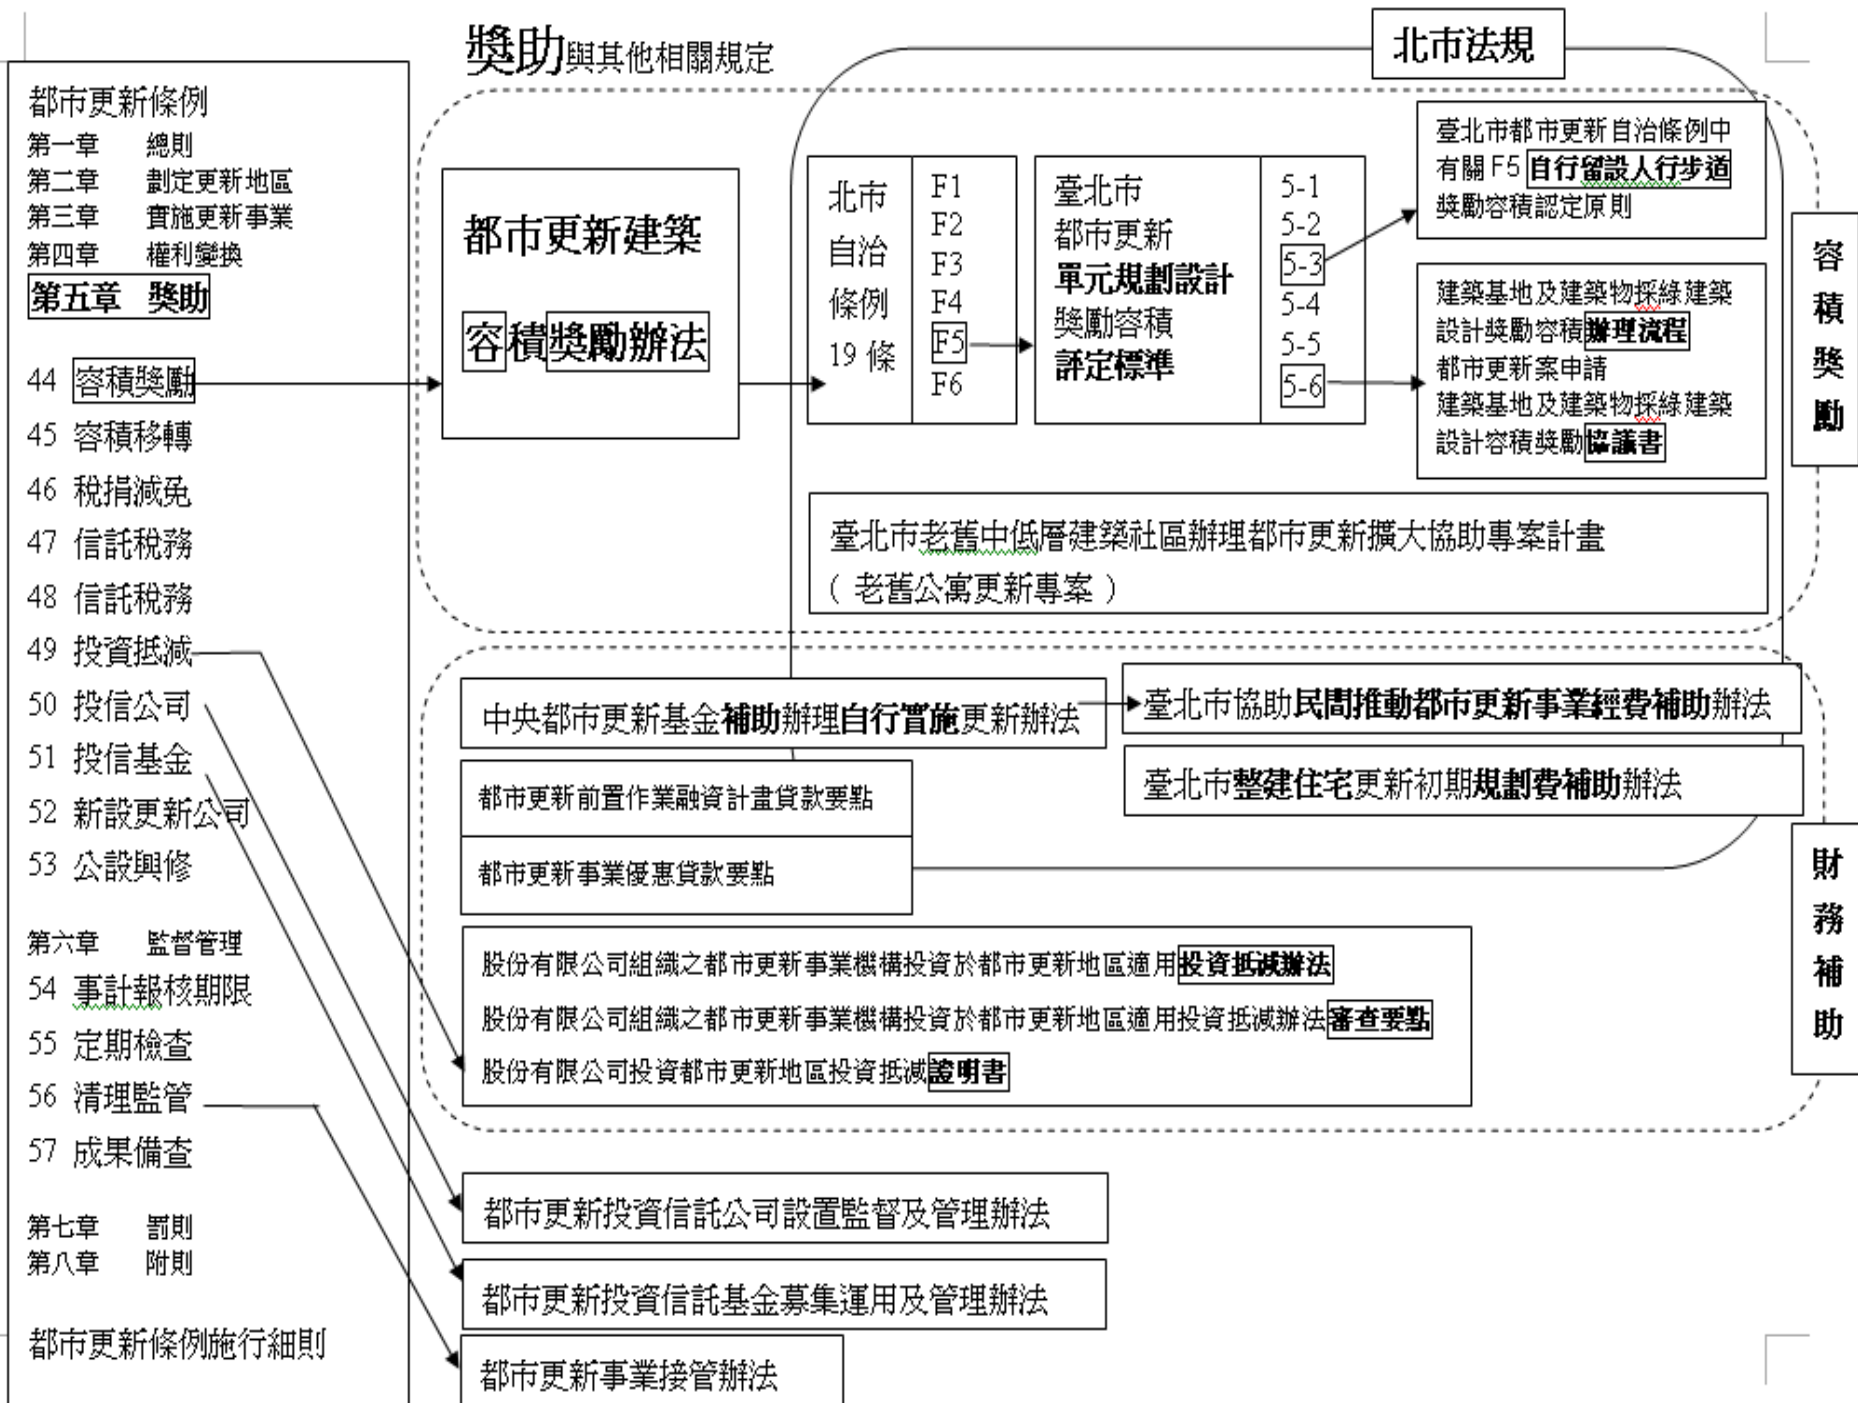 獎助與其他相關規定
北市法規
都市更新條例
第一章 總則
第二章 劃定更新地區
第三章 實施更新事業
第四章 權利變換
第五章 獎助
44 容積獎勵
45 容積移轉
46 稅捐減免
47 信託稅務
48 信託稅務
49 投資抵減
50 投信公司
51 投信基金
52 新設更新公司
53 公設興修
第六章 監督管理
54 事計報核期限
55 定期檢查
56 清理監管
57 成果備查
第七章 罰則
第八章 附則
都市更新條例施行細則
都市更新建築
容積獎勵辦法
北市
自治
條例
19 條
F1
F2
F3
F4
F5
F6
臺北市
都市更新
單元規劃設計
獎勵容積
評定標準
5-1
5-2
5-3
5-4
5-5
5-6
臺北市都市更新自治條例中
有關F5 自行留設人行步道
獎勵容積認定原則
建築基地及建築物採綠建築
設計獎勵容積辦理流程
都市更新案申請
建築基地及建築物採綠建築
設計容積獎勵協議書
容
積
獎
勵
臺北市老舊中低層建築社區辦理都市更新擴大協助專案計畫
（老舊公寓更新專案）
中央都市更新基金補助辦理自行實施更新辦法
臺北市協助民間推動都市更新事業經費補助辦法
都市更新前置作業融資計畫貸款要點
臺北市整建住宅更新初期規劃費補助辦法
都市更新事業優惠貸款要點
財
務
補
助
股份有限公司組織之都市更新事業機構投資於都市更新地區適用投資抵減辦法
股份有限公司組織之都市更新事業機構投資於都市更新地區適用投資抵減辦法審查要點
股份有限公司投資都市更新地區投資抵減證明書
都市更新投資信託公司設置監督及管理辦法
都市更新投資信託基金募集運用及管理辦法
都市更新事業接管辦法